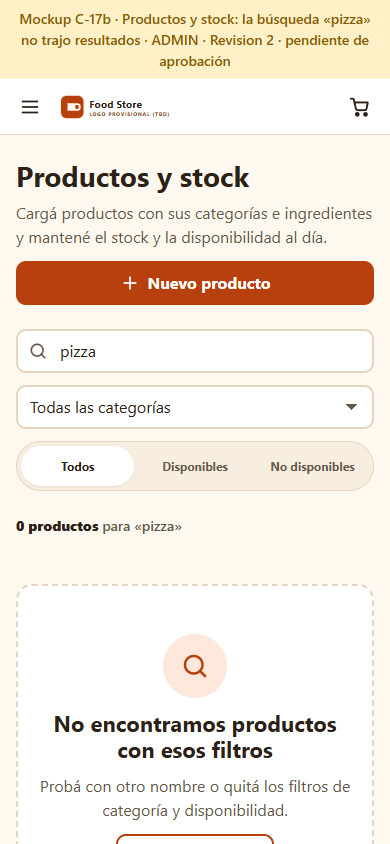 Mockup C-17b · Productos y stock: la búsqueda «pizza»
no trajo resultados · ADMIN · Revision 2 · pendiente de
aprobación
Food Store
LOGO PROVISIONAL (TBD)
Productos y stock
Cargá productos con sus categorías e ingredientes
y mantené el stock y la disponibilidad al día.
Nuevo producto
pizza
Todas las categorías
Todos Disponibles No disponibles
0 productos para «pizza»
No encontramos productos
con esos filtros
Probá con otro nombre o quitá los filtros de
categoría y disponibilidad.